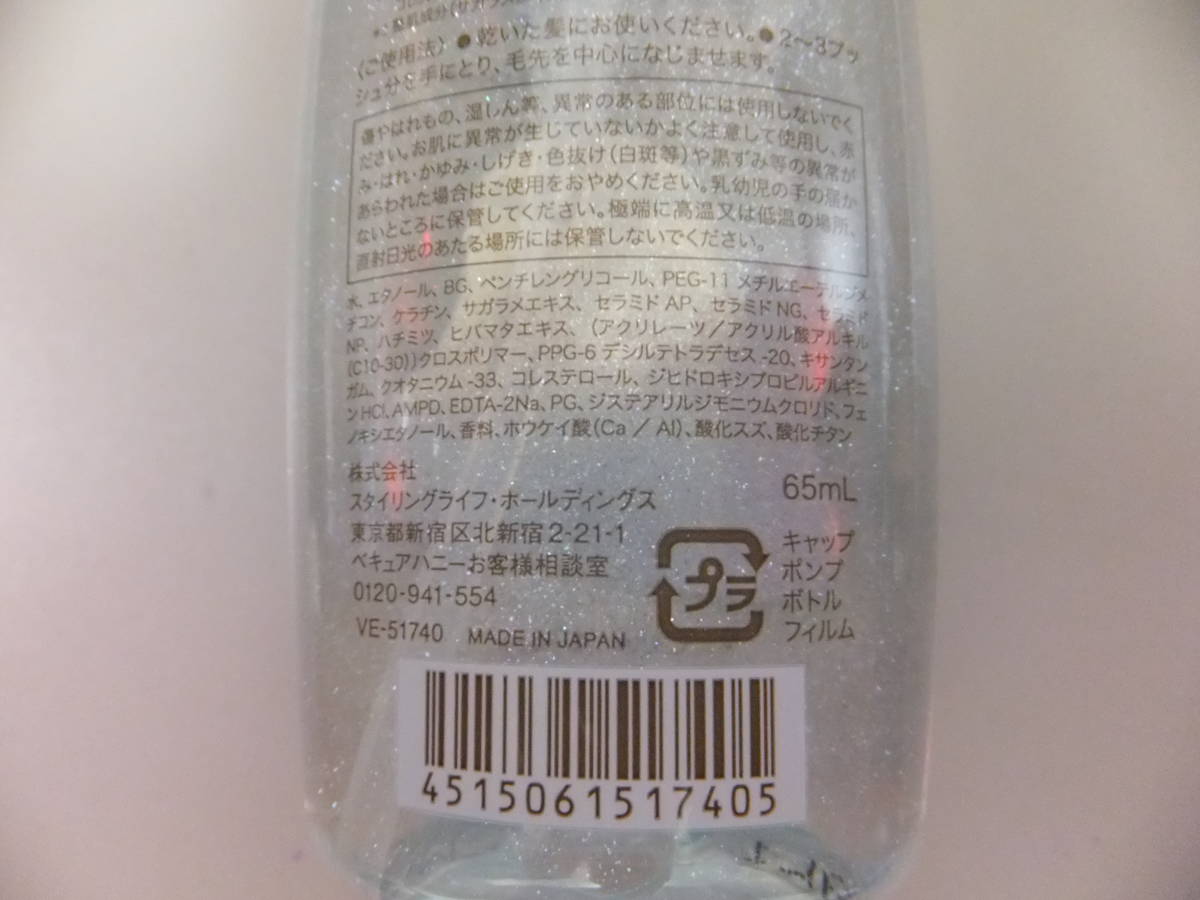 *: 整肌成分(サガラ
(ご使用法)●乾いた髪にお使いください。●2〜3プッ
シュ分を手にとり、毛先を中心になじませます。
傷やはれもの、湿しん等、異常のある部位には使用しないでく
ださい。お肌に異常が生じていないかよく注意して使用し、赤
み・はれ・かゆみ・しげき・色抜け(白斑等)や黒ずみ等の異常が
あらわれた場合はご使用をおやめください。乳幼児の手の届か
ないところに保管してください。極端に高温又は低温の場所、
直射日光のあたる場所には保管しないでください。
水、エタノール、BG、ペンチレングリコール、PEG-11 メチルエーテルジメ
チコン、ケラチン、サガラメエキス、セラミド AP、セラミド NG、セラミド
NP、ハチミツ、ヒバマタエキス、(アクリレーツ/アクリル酸アルキル
(C10-30))クロスポリマー、PPG-6 デシルテトラデセス -20、キサンタン
ガム、クオタニウム -33、コレステロール、ジヒドロキシプロピルアルギニ
ン HCl、AMPD、EDTA-2Na、PG、ジステアリルジモニウムクロリド、フェ
ノキシエタノール、香料、ホウケイ酸(Ca/Al)、酸化スズ、酸化チタン
株式会社
スタイリングライフ・ホールディングス
東京都新宿区北新宿2-21-1
ベキュアハニーお客様相談室
0120-941-554
VE-51740 MADE IN JAPAN
65mL
プラ
キャップ
ポンプ
ボトル
フィルム
4515061517405